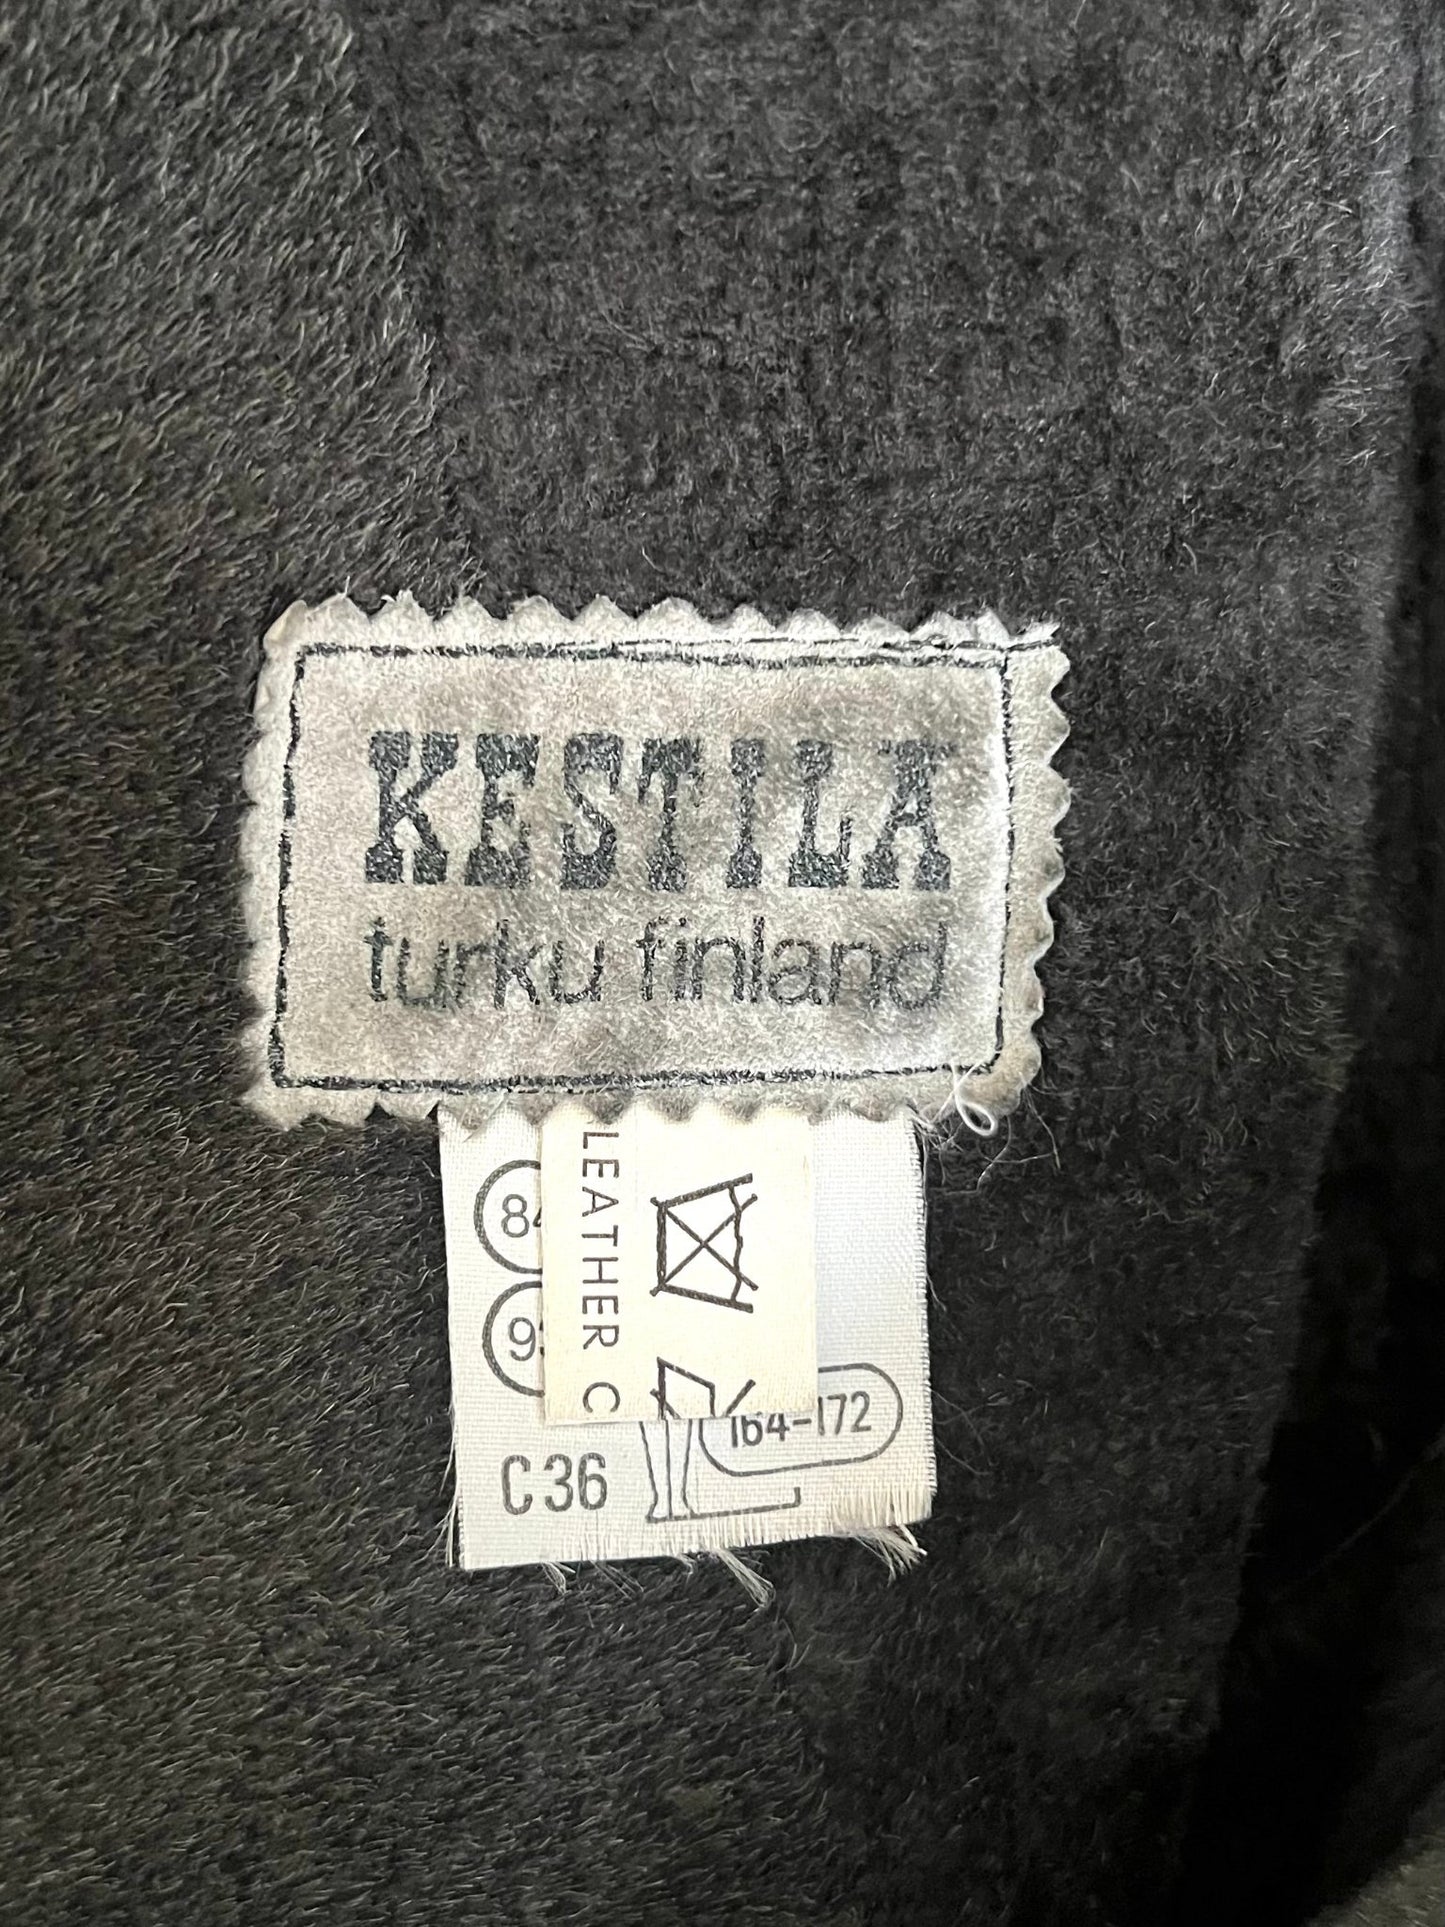 KESTILA
turku finland
LEATHER C
164-172
C36